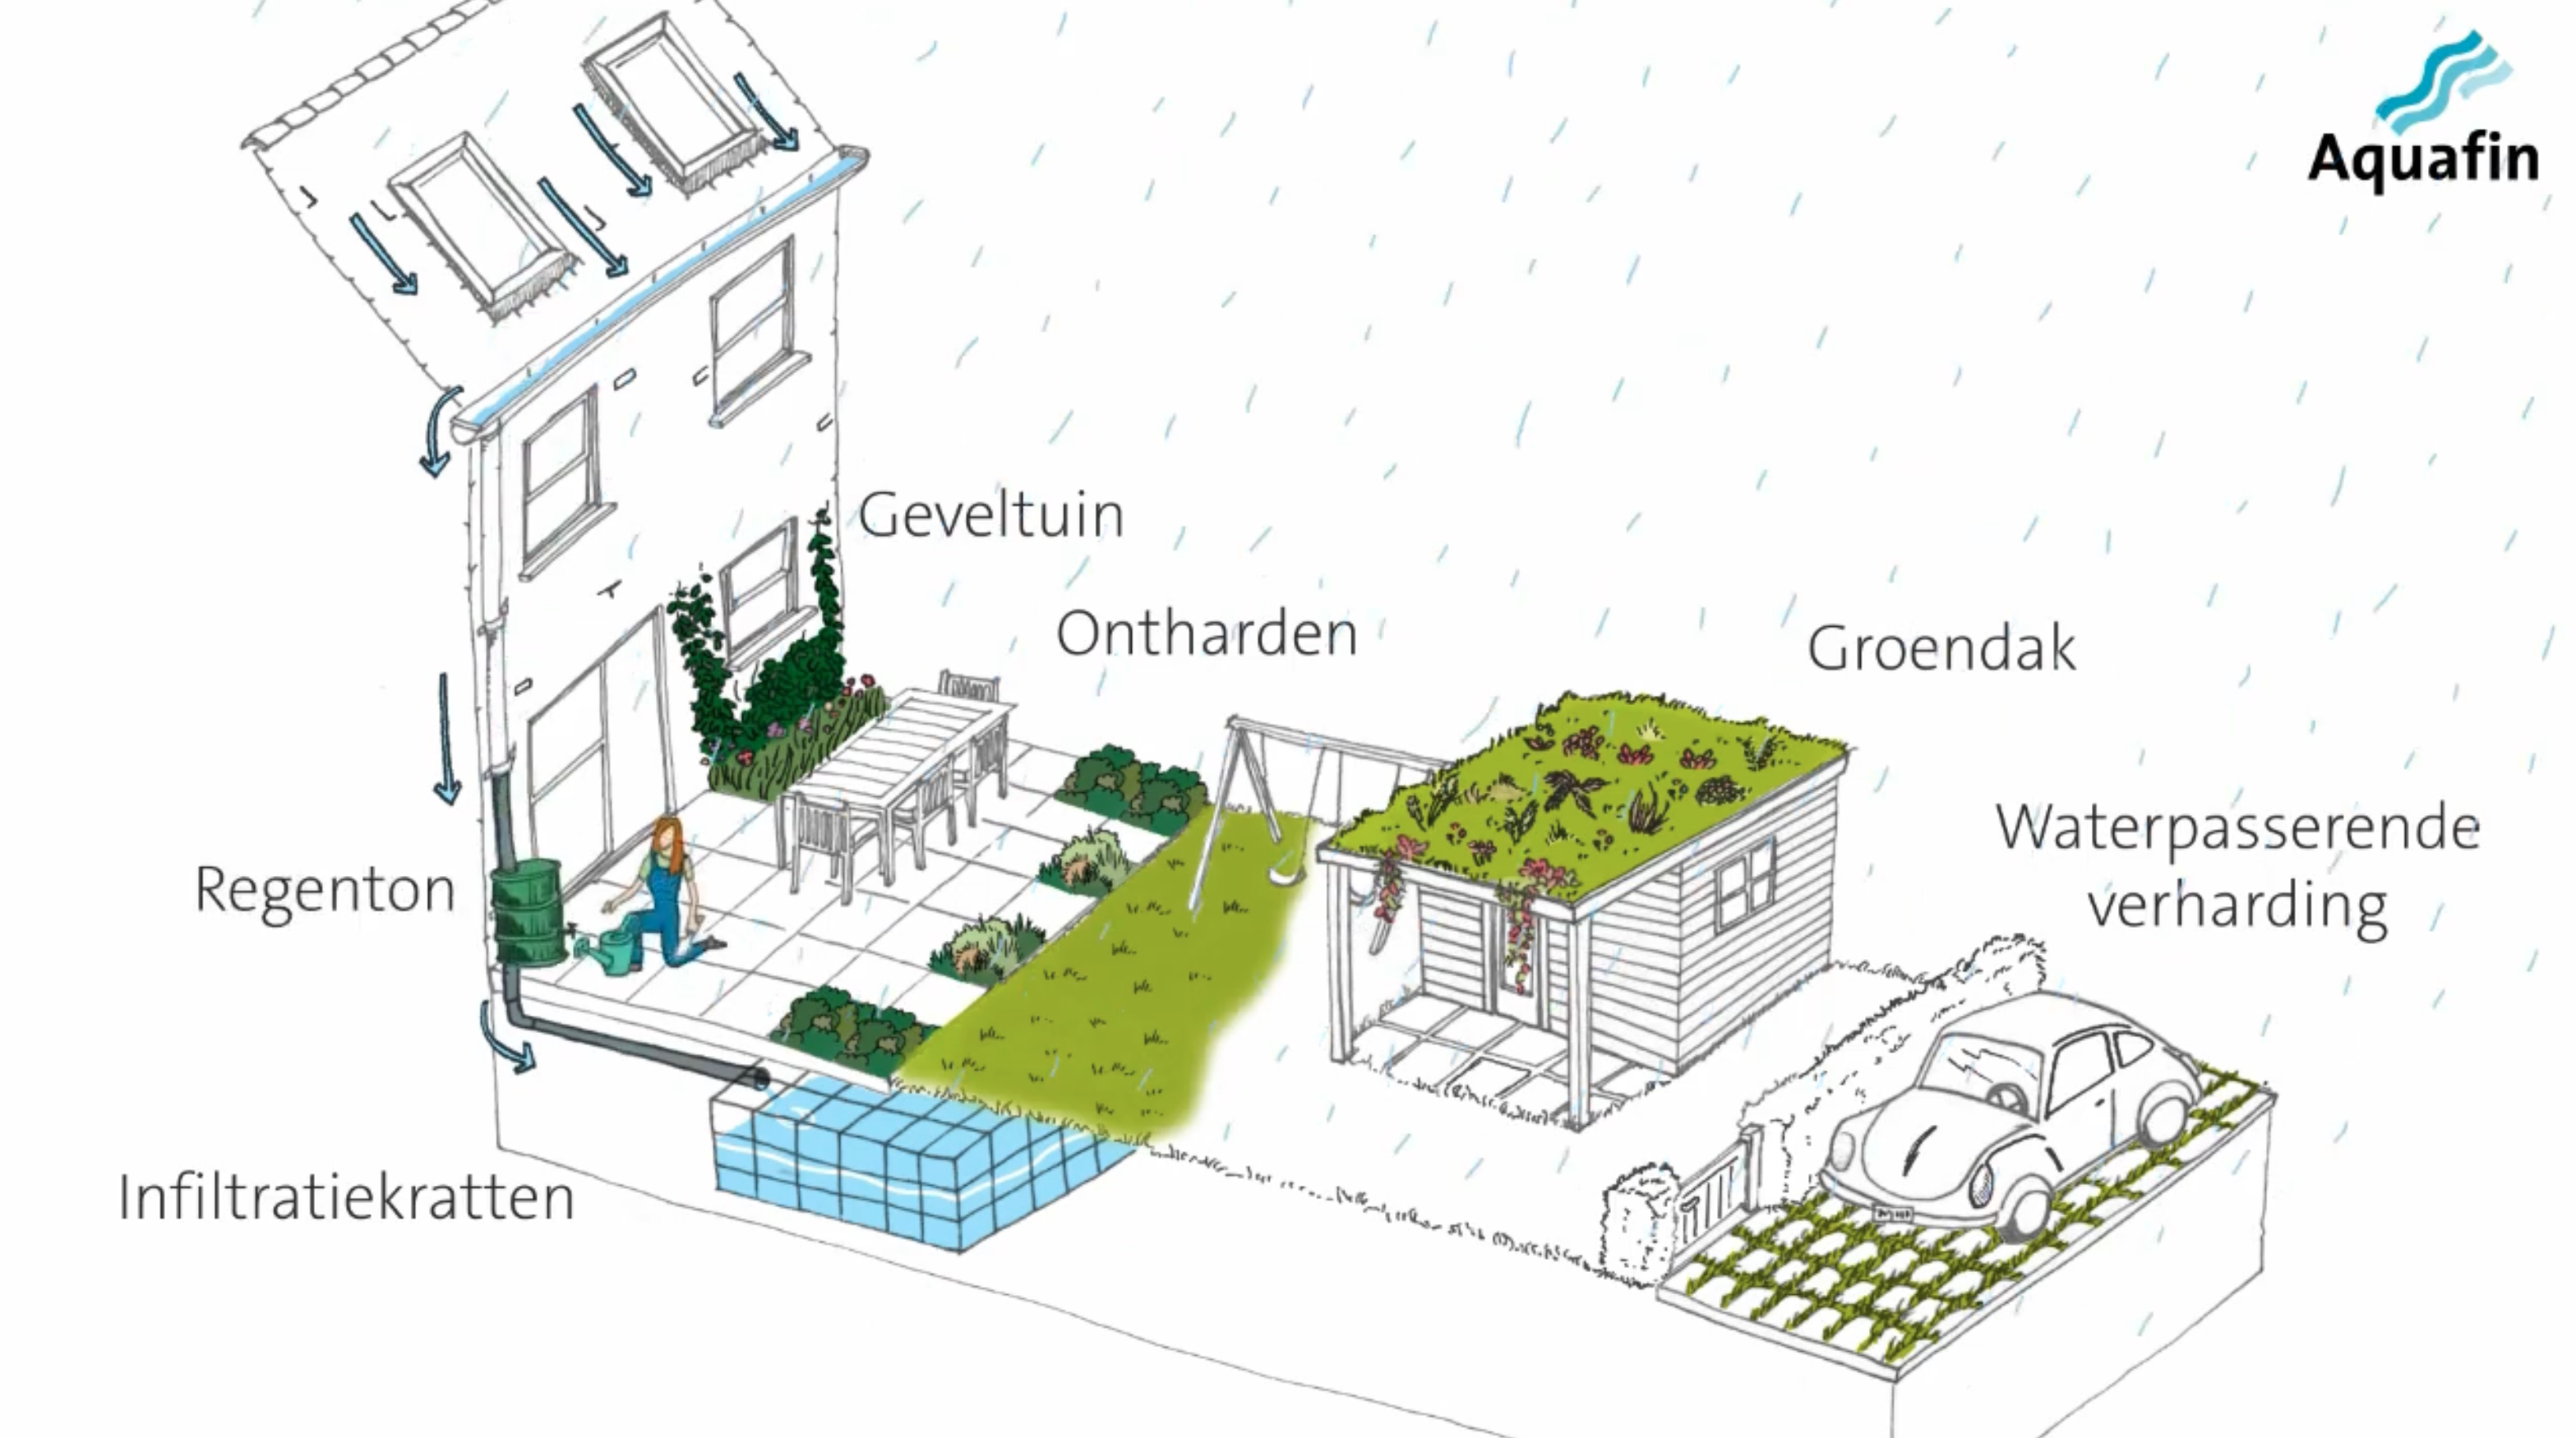 Aquafin
Geveltuin
Ontharden
Groendak
Waterpasserende
verharding
Regenton
Infiltratiekratten